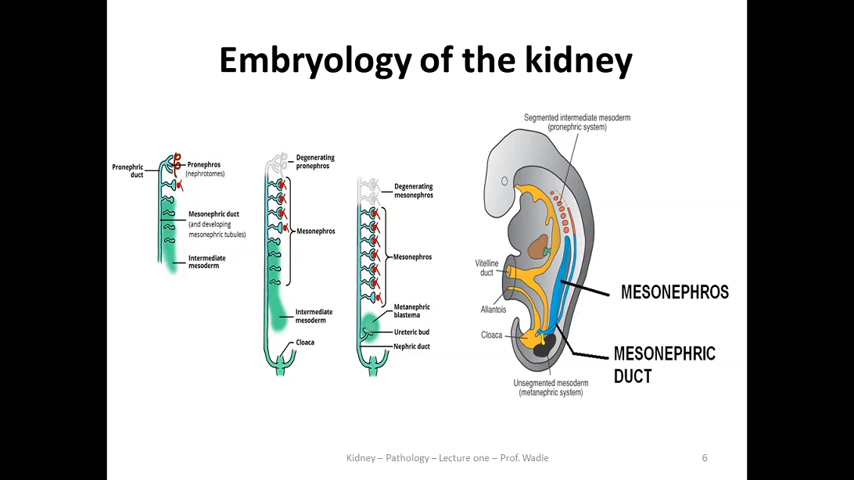 Embryology of the kidney
Pronephric
duct
Pronephros
(nephrotomes)
Mesonephric duct
(and developing
mesonephric tubules)
Intermediate
mesoderm
Degenerating
pronephros
Mesonephros
Intermediate
mesoderm
Cloaca
Degenerating
mesonephros
Mesonephros
Metanephric
blastema
Ureteric bud
Nephric duct
Segmented intermediate mesoderm
(pronephric system)
Vitelline
duct
Allantois
Cloaca
Unsegmented mesoderm
(metanephric system)
MESONEPHROS
MESONEPHRIC
DUCT
Kidney – Pathology – Lecture one – Prof. Wadie
6